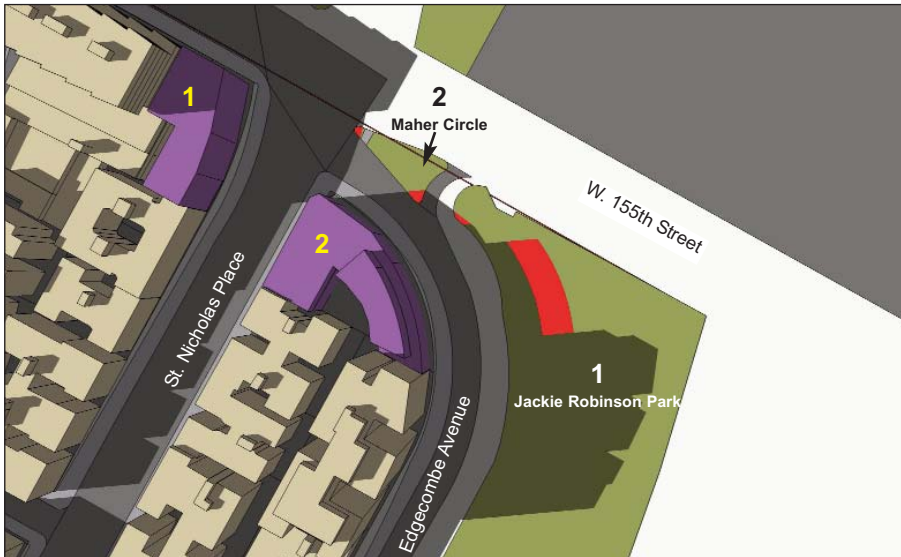 1
2
Maher Circle
W. 155th Street
2
St. Nicholas Place
1
Jackie Robinson Park
Edgecombe Avenue